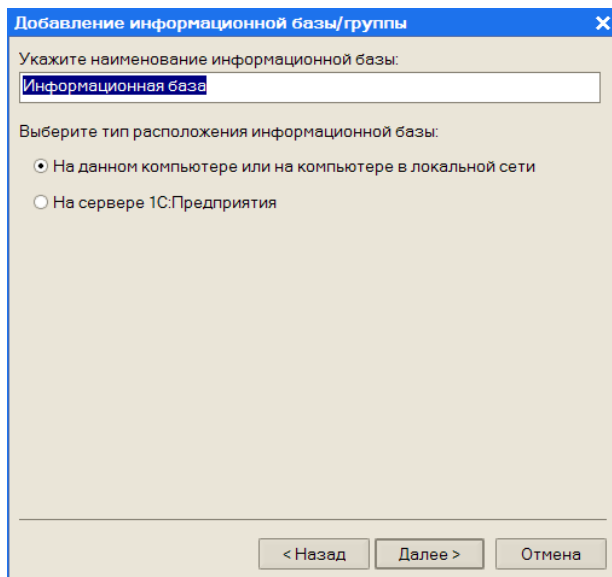 Добавление информационной базы/группы
Укажите наименование информационной базы:
Информационная база
Выберите тип расположения информационной базы:
На данном компьютере или на компьютере в локальной сети
На сервере 1С:Предприятия
< Назад Далее > Отмена